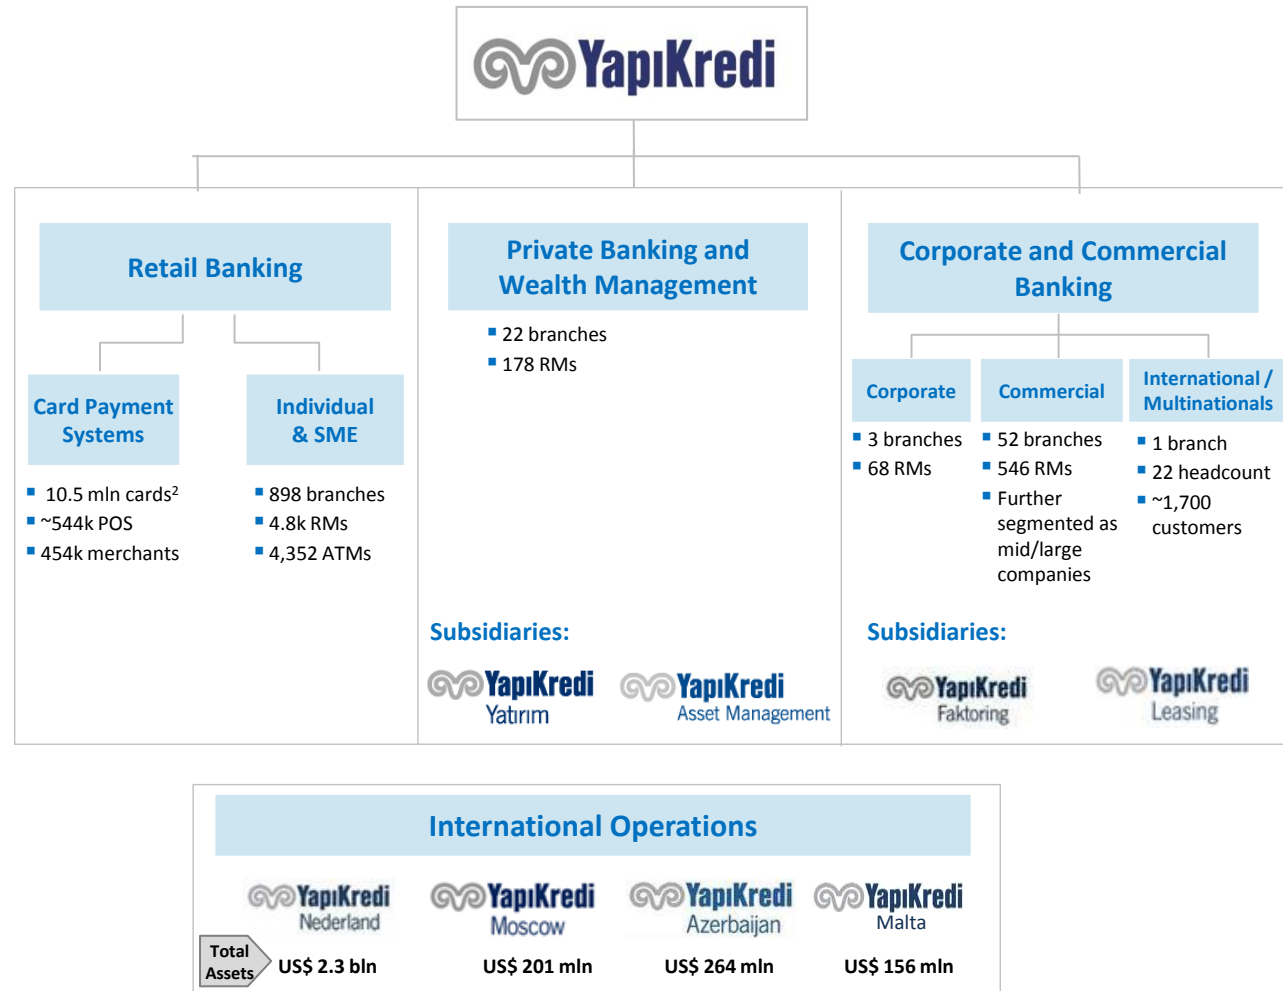 YapıKredi
Retail Banking
Card Payment
Systems
10.5 mln cards²
~544k POS
454k merchants
Individual
& SME
898 branches
4.8k RMs
4,352 ATMs
Private Banking and
Wealth Management
22 branches
178 RMs
Subsidiaries:
YapıKredi
Yatırım
YapıKredi
Asset Management
Corporate and Commercial
Banking
Corporate
3 branches
68 RMs
Commercial
52 branches
546 RMs
Further
segmented as
mid/large
companies
International /
Multinationals
1 branch
22 headcount
~1,700
customers
Subsidiaries:
YapıKredi
Faktoring
YapıKredi
Leasing
International Operations
YapıKredi
Nederland
YapıKredi
Moscow
YapıKredi
Azerbaijan
YapıKredi
Malta
Total
Assets
US$ 2.3 bln
US$ 201 mln
US$ 264 mln
US$ 156 mln